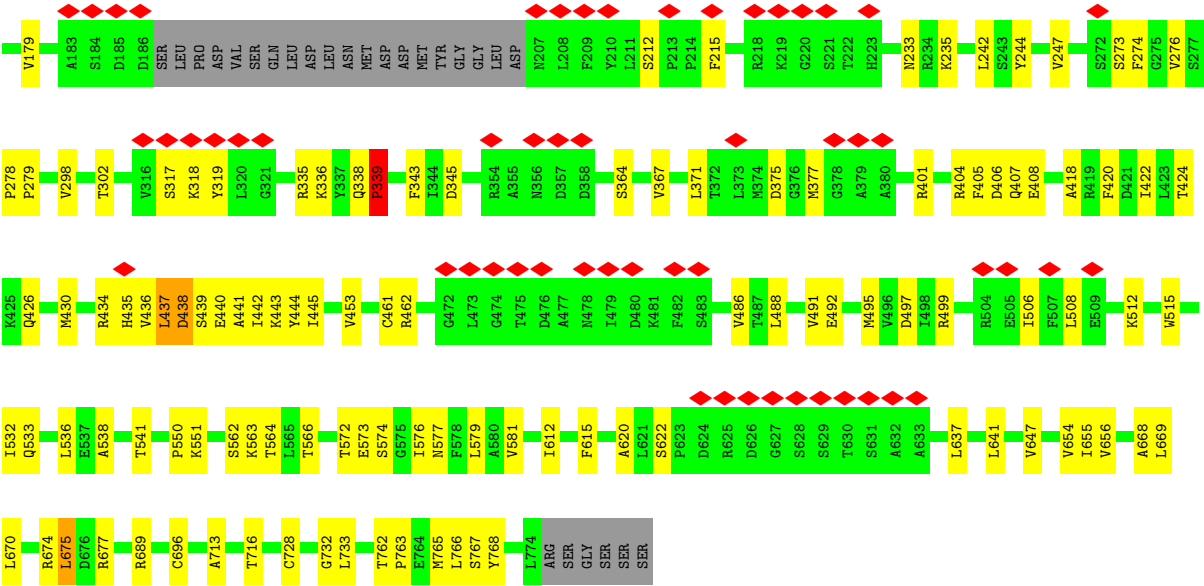 V179 A183 S184 D185 D186 SER LEU PRO ASP VAL SER GLN LEU ASP LEU ASN MET ASP ASP MET TYR GLY GLY LEU ASP N207 L208 F209 Y210 L211 S212 P213 P214 F215 R218 K219 G220 S221 T222 H223 N233 R234 K235 L242 S243 Y244 V247 S272 S273 F274 G275 V276 S277
P278 P279 V298 T302 V316 S317 K318 Y319 L320 G321 R335 K336 Y337 Q338 P339 F343 I344 D345 R354 A355 N356 D357 D358 S364 V367 L371 T372 L373 M374 D375 G376 M377 G378 A379 A380 R401 R404 F405 D406 Q407 E408 A418 R419 F420 D421 I422 L423 T424
K425 Q426 M430 R434 H435 V436 L437 D438 S439 E440 A441 I442 K443 Y444 I445 V453 C461 R462 G472 L473 G474 T475 D476 A477 N478 I479 D480 K481 F482 S483 V486 T487 L488 V491 E492 M495 V496 D497 I498 R499 R504 E505 I506 F507 L508 E509 K512 W515
I532 Q533 L536 E537 A538 T541 P550 K551 S562 K563 T564 L565 T566 T572 E573 S574 G575 I576 N577 F578 L579 A580 V581 I612 F615 A620 L621 S622 P623 D624 R625 D626 G627 S628 S629 T630 S631 A632 A633 L637 L641 V647 V654 I655 V656 A668 L669
L670 R674 L675 D676 R677 R689 C696 A713 T716 C728 G732 L733 T762 P763 E764 M765 L766 S767 Y768 L774 ARG SER GLY SER SER SER